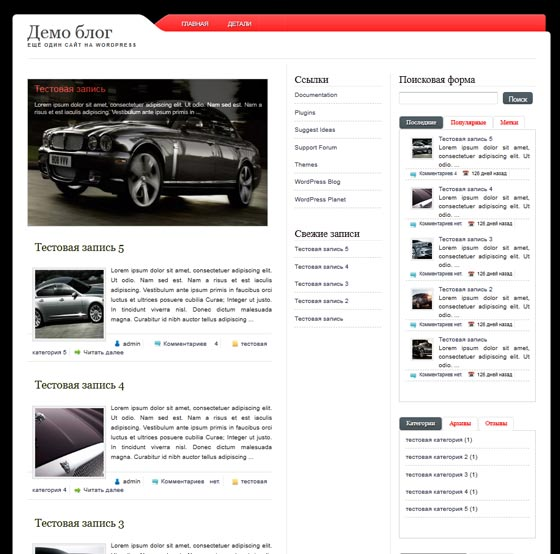 Демо блог
ЕЩЕ ОДИН САЙТ НА WORDPRESS
ГЛАВНАЯ
ДЕТАЛИ
Тестовая запись
Lorem ipsum dolor sit amet, consectetuer adipiscing elit. Ut odio. Nam sed est. Nam a
risus et est iaculis adipiscing. Vestibulum ante ipsum primis in ...
Тестовая запись 5
Lorem ipsum dolor sit amet, consectetuer adipiscing elit. Ut
odio. Nam sed est. Nam a risus et est iaculis
adipiscing. Vestibulum ante ipsum primis in faucibus orci
luctus et ultrices posuere cubilia Curae; Integer ut justo.
In tincidunt viverra nisl. Donec dictum malesuada
magna. Curabitur id nibh auctor tellus adipiscing ...
admin Комментариев 4 тестовая
категория 5 Читать далее
Тестовая запись 4
Lorem ipsum dolor sit amet, consectetuer adipiscing elit. Ut
odio. Nam sed est. Nam a risus et est iaculis
adipiscing. Vestibulum ante ipsum primis in faucibus orci
luctus et ultrices posuere cubilia Curae; Integer ut justo.
In tincidunt viverra nisl. Donec dictum malesuada
magna. Curabitur id nibh auctor tellus adipiscing ...
admin Комментариев нет тестовая
категория 4 Читать далее
Тестовая запись 3
Lorem ipsum dolor sit amet, consectetuer adipiscing elit. Ut
Ссылки
Documentation
Plugins
Suggest Ideas
Support Forum
Themes
WordPress Blog
WordPress Planet
Свежие записи
Тестовая запись 5
Тестовая запись 4
Тестовая запись 3
Тестовая запись 2
Тестовая запись
Поисковая форма
Поиск
Последние Популярные Метки
Тестовая запись 5
Lorem ipsum dolor sit amet,
consectetuer adipiscing elit. Ut
odio. ...
Комментариев 4 126 дней назад
Тестовая запись 4
Lorem ipsum dolor sit amet,
consectetuer adipiscing elit. Ut
odio. ...
Комментариев нет 126 дней назад
Тестовая запись 3
Lorem ipsum dolor sit amet,
consectetuer adipiscing elit. Ut
odio. ...
Комментариев нет 126 дней назад
Тестовая запись 2
Lorem ipsum dolor sit amet,
consectetuer adipiscing elit. Ut
odio. ...
Комментариев нет 126 дней назад
Тестовая запись
Lorem ipsum dolor sit amet,
consectetuer adipiscing elit. Ut
odio. ...
Комментариев нет 126 дней назад
Категории Архивы Отзывы
тестовая категория (1)
тестовая категория 2 (1)
тестовая категория 3 (1)
тестовая категория 4 (1)
тестовая категория 5 (1)